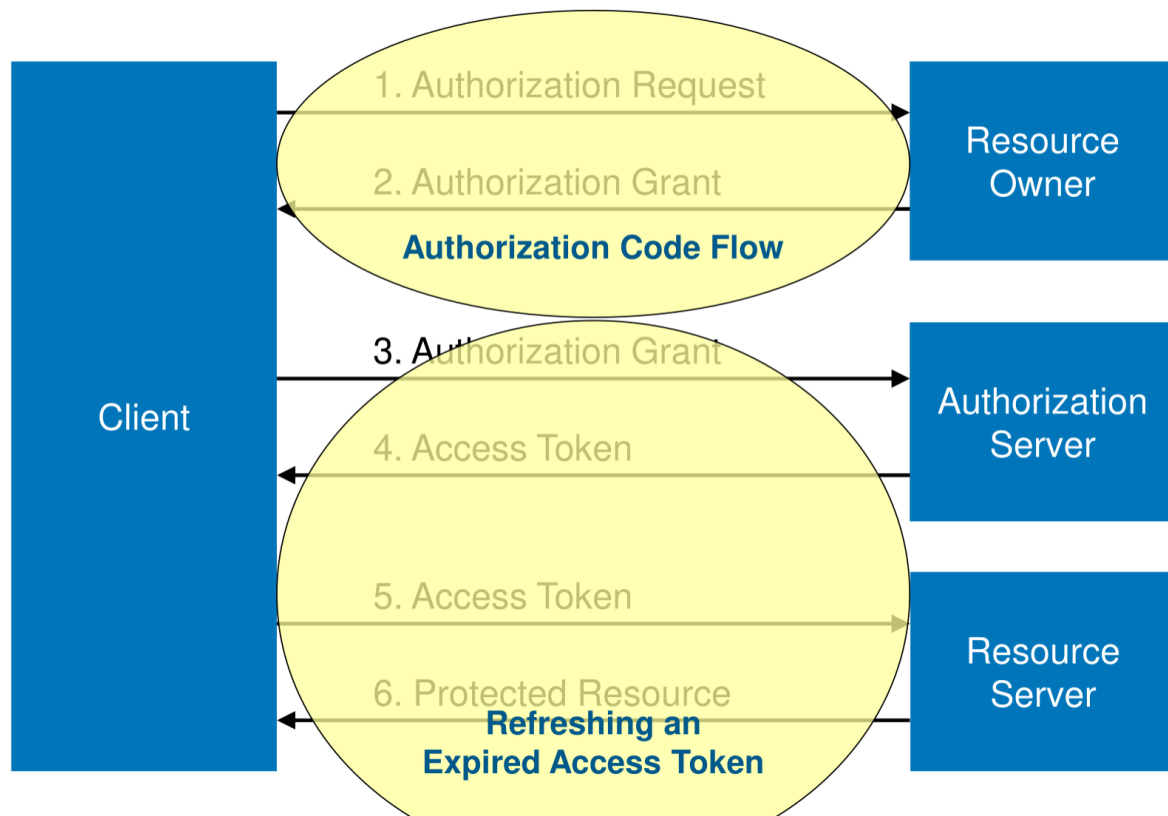 1. Authorization Request
Resource
Owner
2. Authorization Grant
Authorization Code Flow
3. Authorization Grant
Client
Authorization
Server
4. Access Token
5. Access Token
Resource
Server
6. Protected Resource
Refreshing an
Expired Access Token